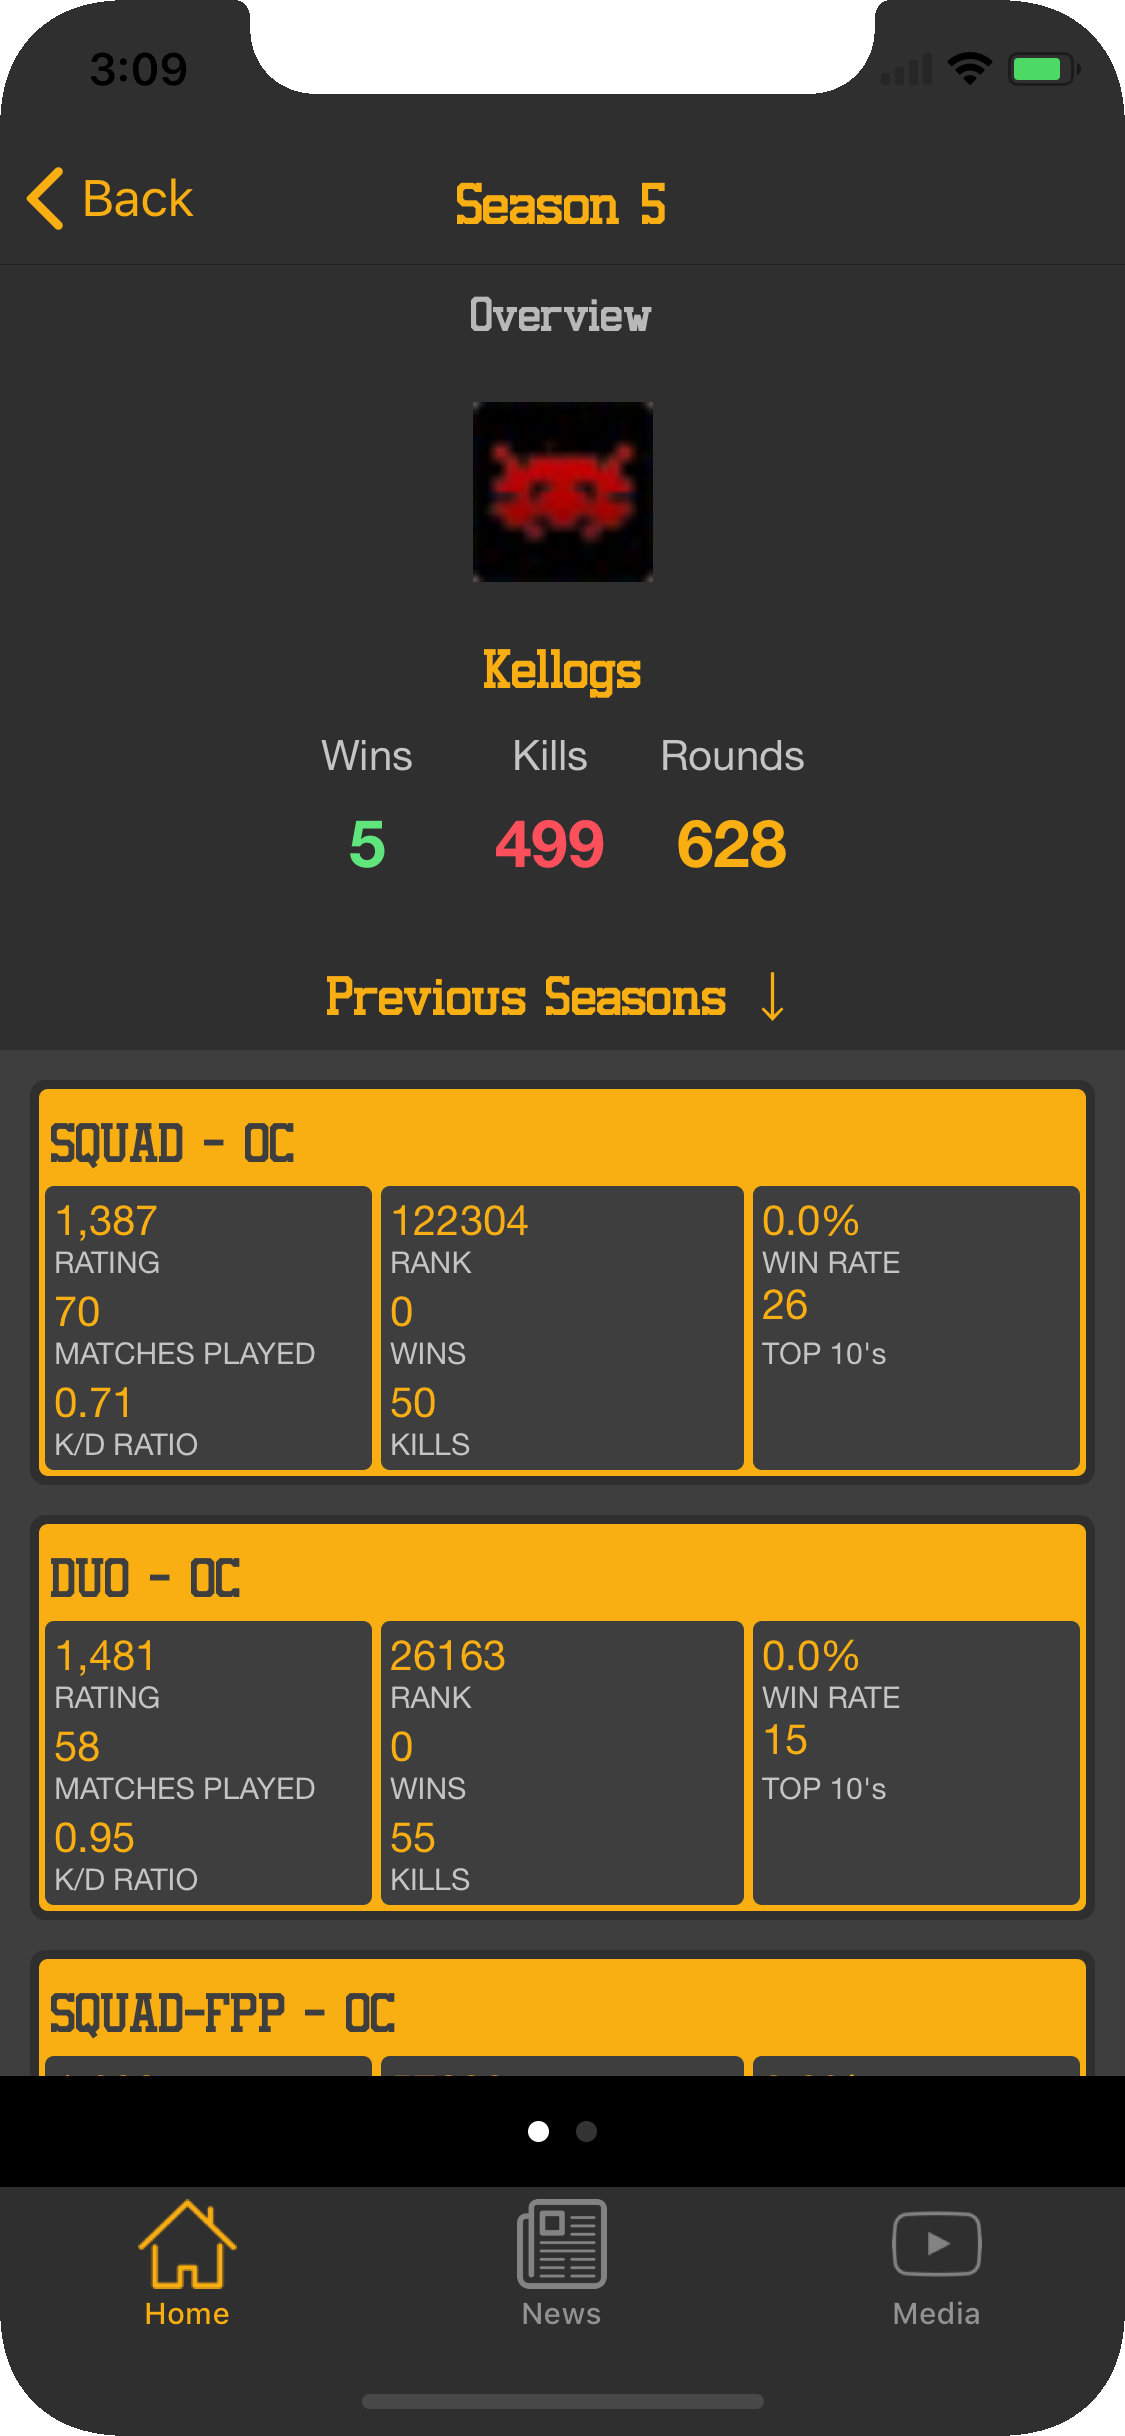 3:09
Back
Season 5
Overview
Kellogs
Wins Kills Rounds
5 499 628
Previous Seasons ↓
SQUAD - OC
1,387 122304 0.0%
RATING RANK WIN RATE
70 0 26
MATCHES PLAYED WINS TOP 10's
0.71 50
K/D RATIO KILLS
DUO - OC
1,481 26163 0.0%
RATING RANK WIN RATE
58 0 15
MATCHES PLAYED WINS TOP 10's
0.95 55
K/D RATIO KILLS
SQUAD-FPP - OC
Home News Media